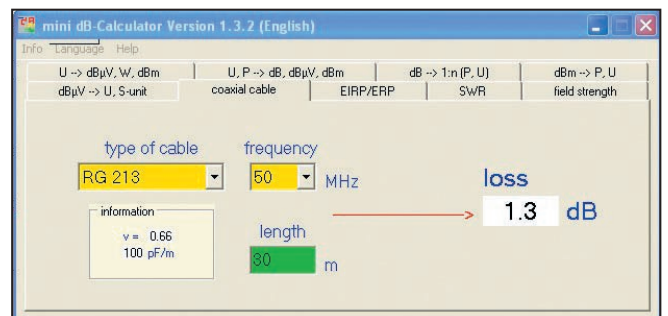 mini dB-Calculator Version 1.3.2 (English)
Info Language Help
U --> dBµV, W, dBm U, P --> dB, dBµV, dBm dB --> 1:n (P, U) dBm --> P, U
dBµV --> U, S-unit coaxial cable EIRP/ERP SWR field strength
type of cable frequency
RG 213 50 MHz
loss
1.3 dB
information
v = 0.66
100 pF/m
length
30 m